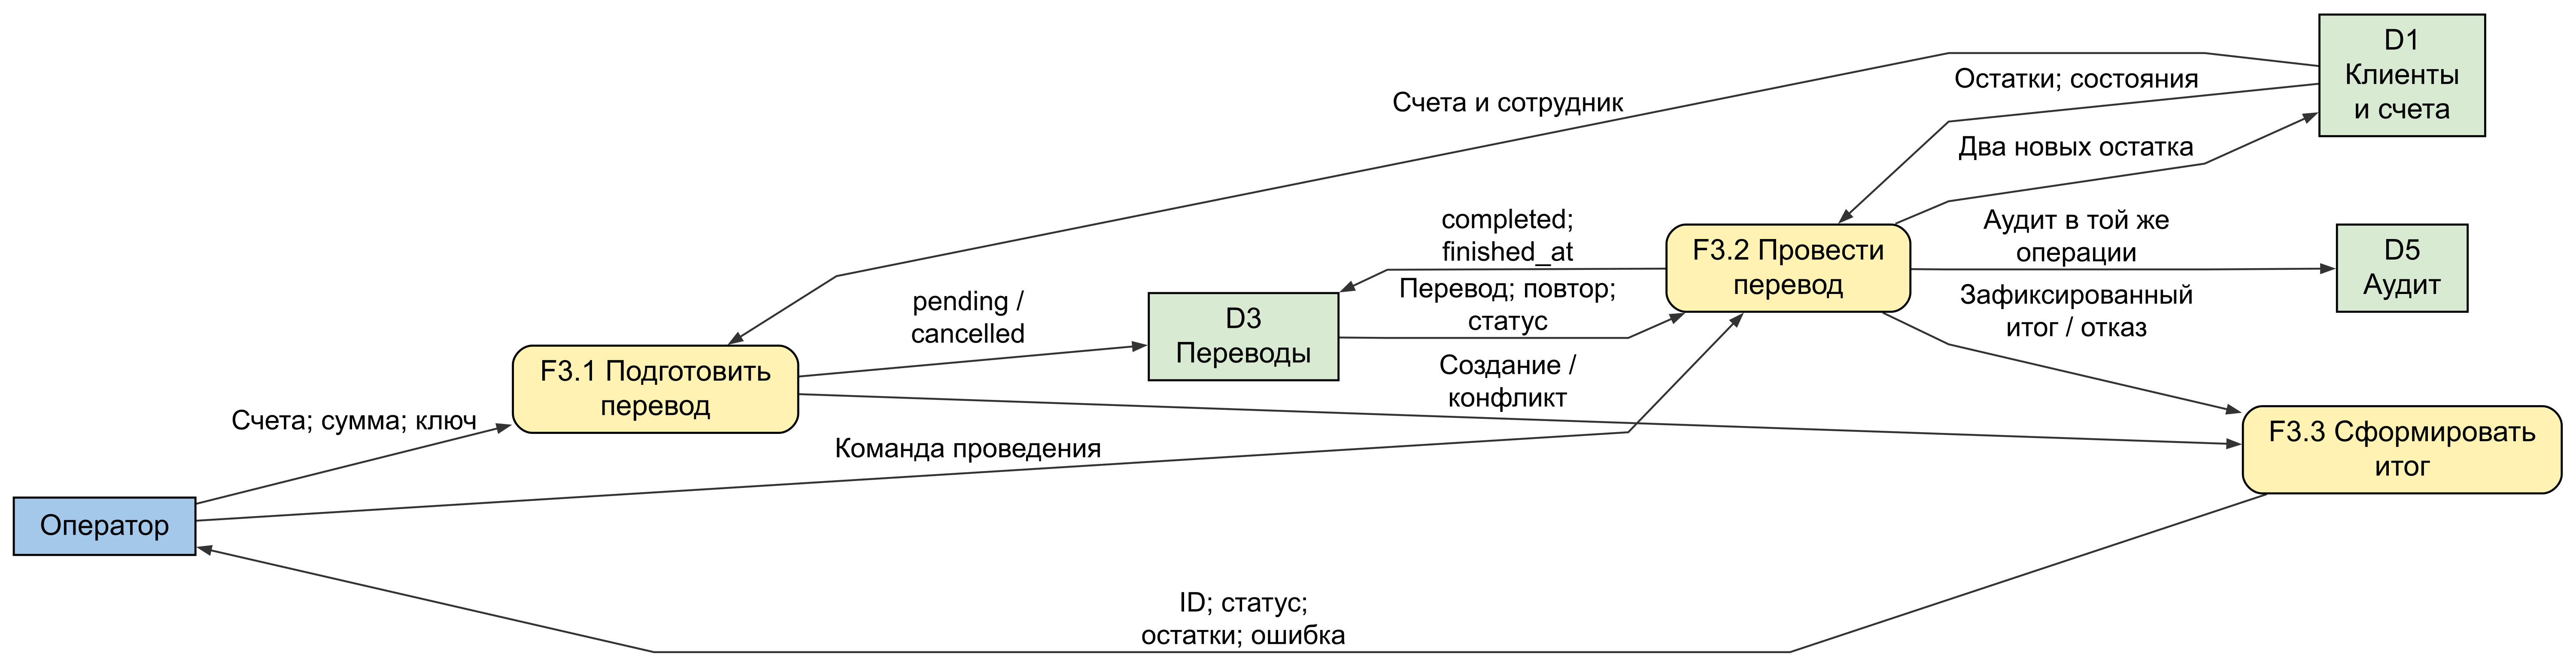 D1
Клиенты
и счета
Остатки; состояния
Счета и сотрудник
Два новых остатка
completed;
finished_at
F3.2 Провести
перевод
Аудит в той же
операции
D5
Аудит
pending /
cancelled
D3
Переводы
Перевод; повтор;
статус
Зафиксированный
итог / отказ
F3.1 Подготовить
перевод
Создание /
конфликт
Счета; сумма; ключ
Команда проведения
F3.3 Сформировать
итог
Оператор
ID; статус;
остатки; ошибка